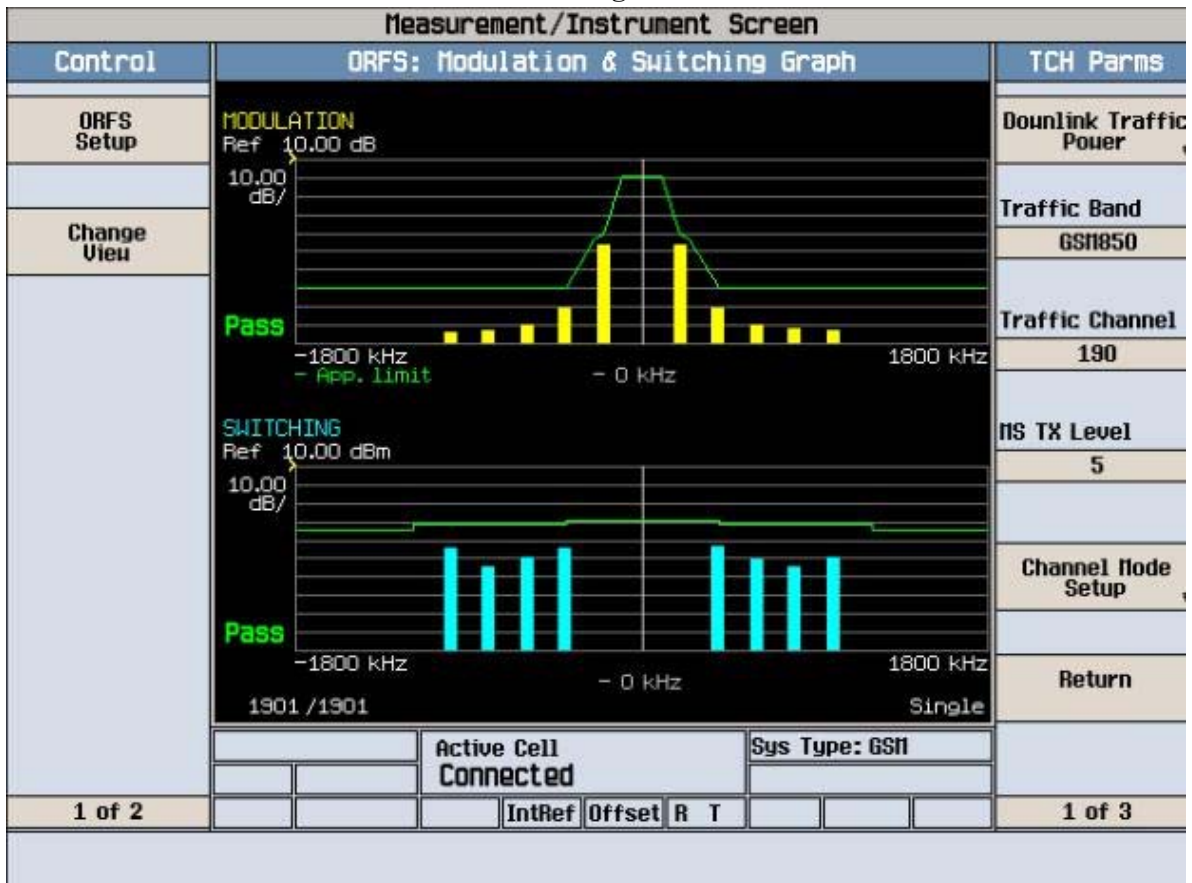 Measurement/Instrument Screen
Control
ORFS: Modulation & Switching Graph
TCH Parms
ORFS
Setup
Change
View
1 of 2
MODULATION
Ref 10.00 dB
10.00
dB/
Pass
-1800 kHz
1800 kHz
- App. limit
- 0 kHz
SWITCHING
Ref 10.00 dBm
10.00
dB/
Pass
-1800 kHz
1800 kHz
- 0 kHz
1901/1901
Single
Active Cell
Connected
Sys Type: GSM
IntRef
Offset
R T
Downlink Traffic
Power
Traffic Band
GSM850
Traffic Channel
190
MS TX Level
5
Channel Mode
Setup
Return
1 of 3